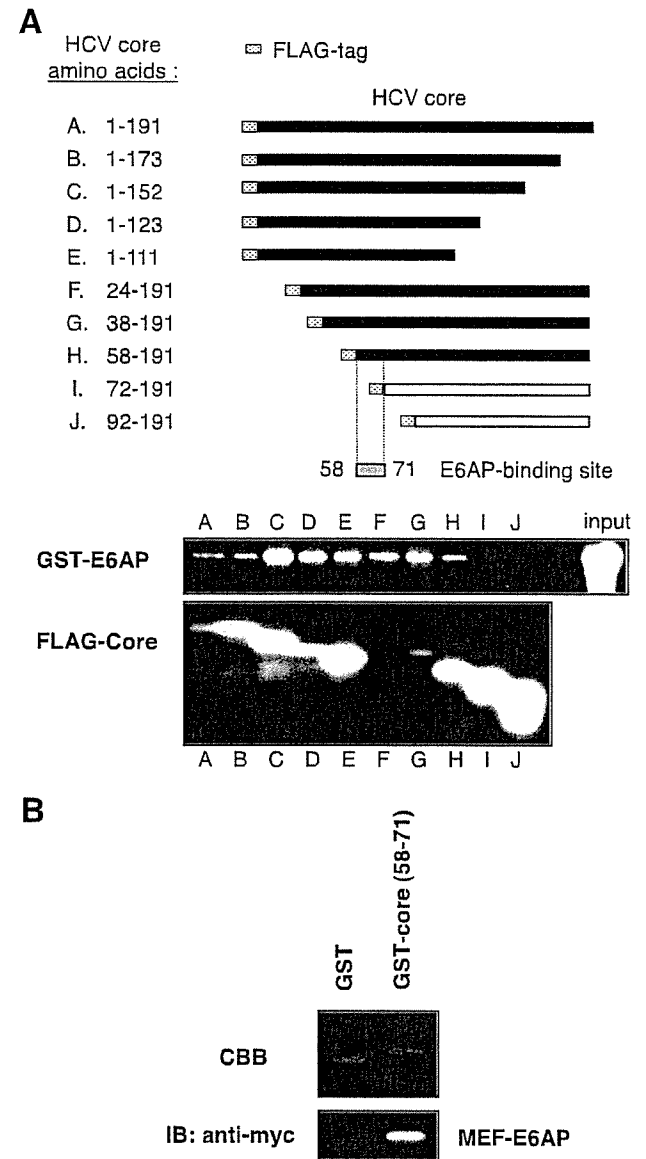 A
HCV core
amino acids :
FLAG-tag
HCV core
A. 1-191
B. 1-173
C. 1-152
D. 1-123
E. 1-111
F. 24-191
G. 38-191
H. 58-191
I. 72-191
J. 92-191
58 71 E6AP-binding site
A B C D E F G H I J input
GST-E6AP
FLAG-Core
A B C D E F G H I J
B
GST
GST-core (58-71)
CBB
IB: anti-myc MEF-E6AP